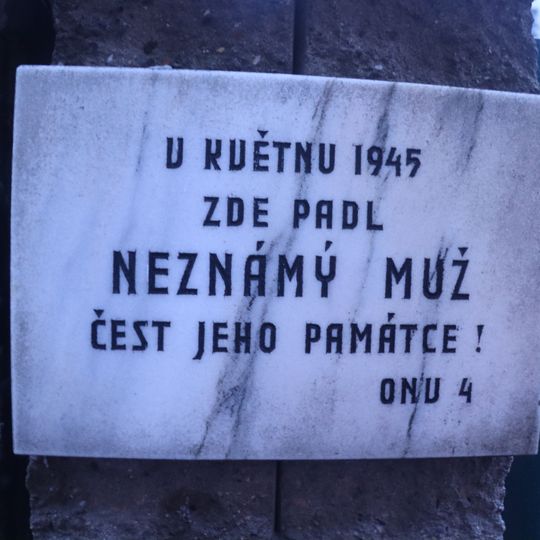 V KVĚTNU 1945
ZDE PADL
NEZNÁMÝ MUŽ
ČEST JEHO PAMÁTCE !
ONV 4